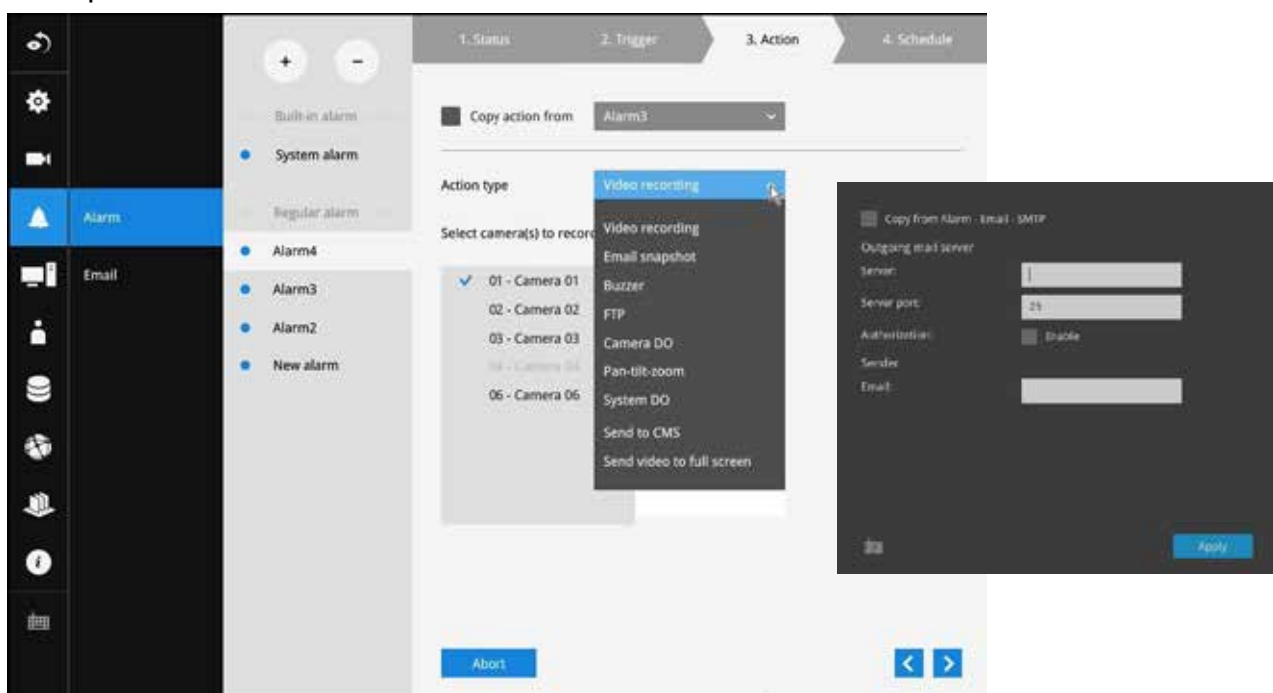 1. Status
2. Trigger
3. Action
4. Schedule
+
-
Built-in alarm
System alarm
Regular alarm
Alarm4
Alarm3
Alarm2
New alarm
Alarm
Email
Copy action from
Alarm3
Action type
Video recording
Select camera(s) to recor
01 - Camera 01
02 - Camera 02
03 - Camera 03
04 - Camera 04
06 - Camera 06
Video recording
Email snapshot
Buzzer
FTP
Camera DO
Pan-tilt-zoom
System DO
Send to CMS
Send video to full screen
Abort
Copy from Alarm - Email - SMTP
Outgoing mail server
Server:
Server port:
25
Authorization:
Enable
Sender
Email:
Apply